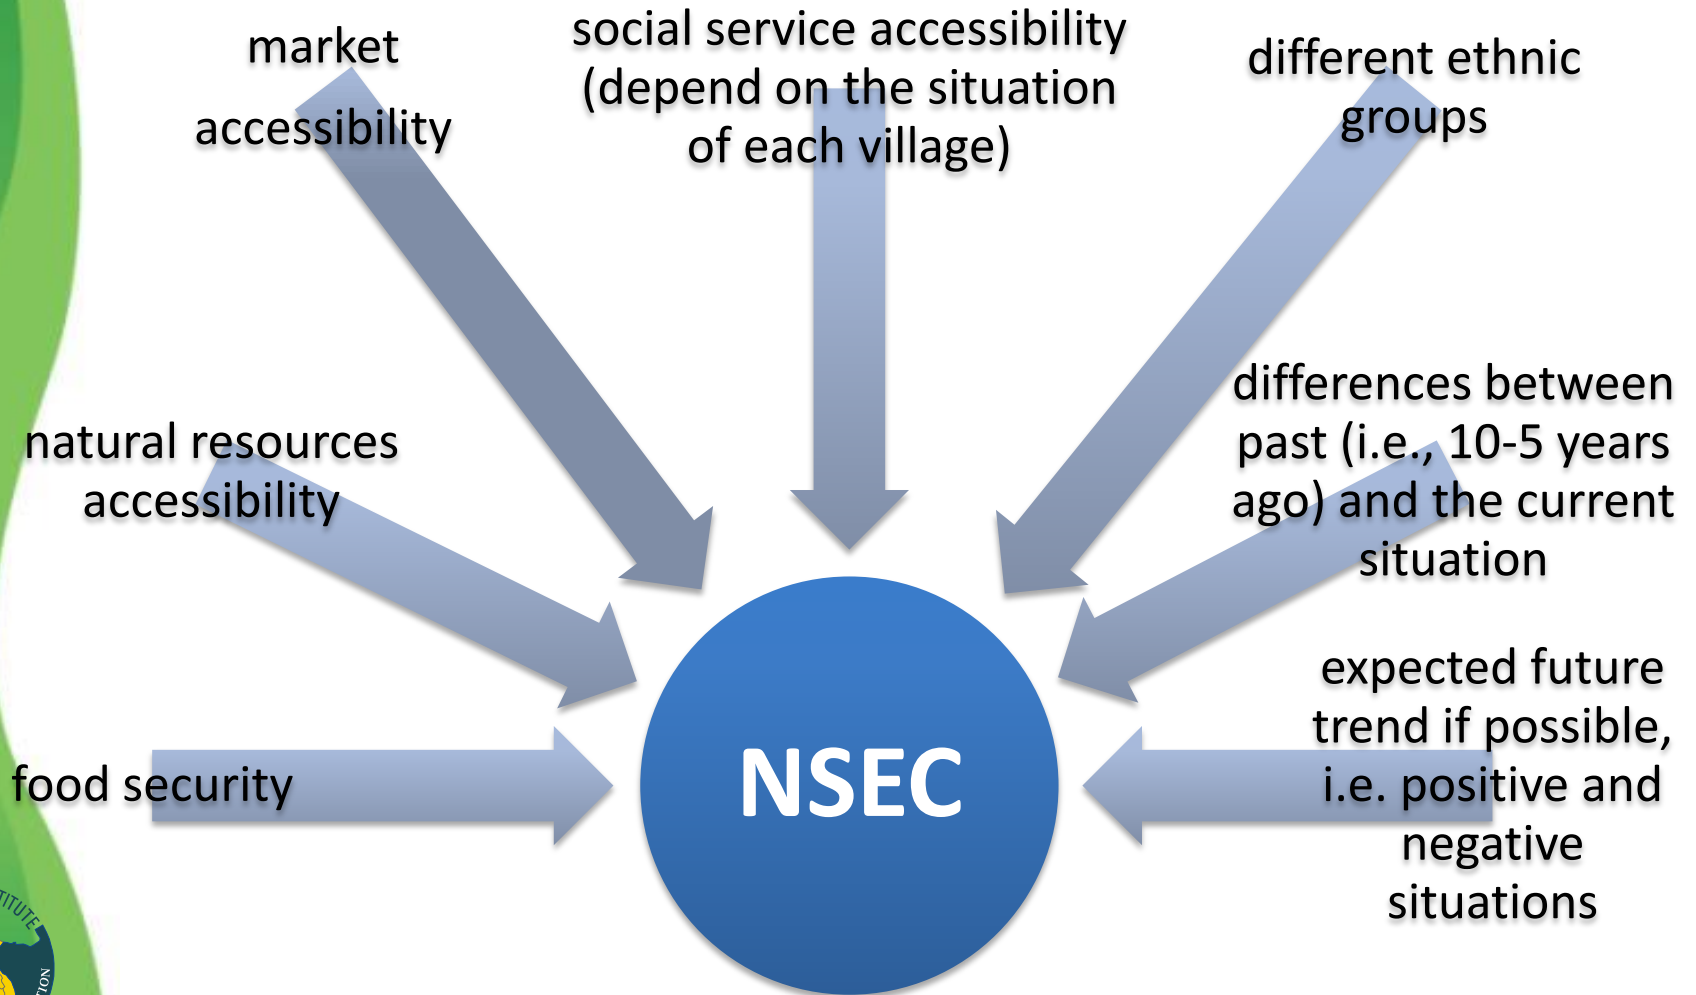 market
accessibility
social service accessibility
(depend on the situation
of each village)
different ethnic
groups
natural resources
accessibility
differences between
past (i.e., 10-5 years
ago) and the current
situation
food security
NSEC
expected future
trend if possible,
i.e. positive and
negative
situations